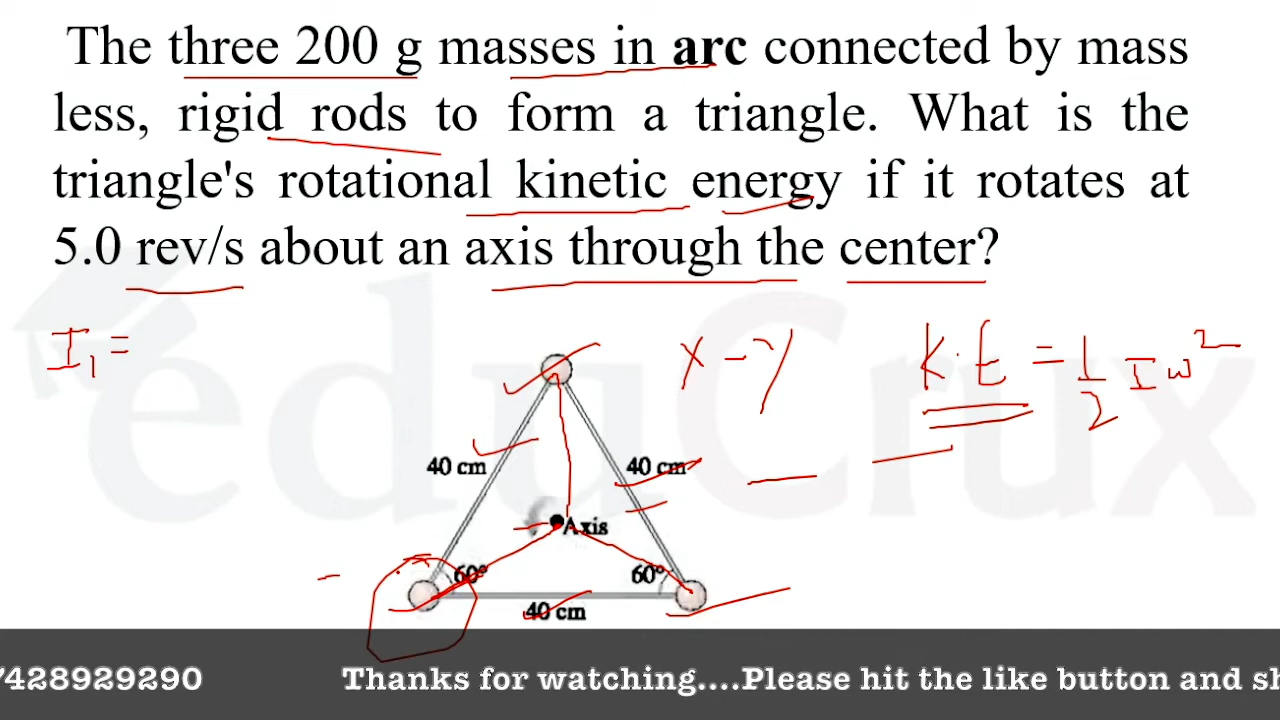 The three 200 g masses in arc connected by mass
less, rigid rods to form a triangle. What is the
triangle's rotational kinetic energy if it rotates at
5.0 rev/s about an axis through the center?
I₁ =
x-y
K.E = 1/2 Iω²
40 cm
40 cm
Axis
60°
60°
40 cm
eduCrux
7428929290 Thanks for watching....Please hit the like button and sh